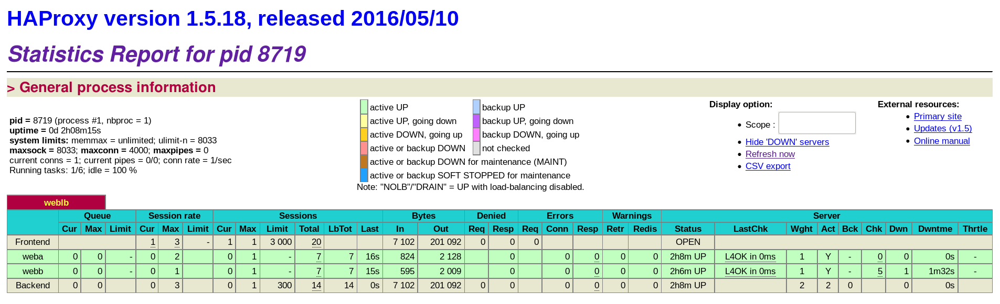 HAProxy version 1.5.18, released 2016/05/10
Statistics Report for pid 8719
> General process information
pid = 8719 (process #1, nbproc = 1)
uptime = 0d 2h08m15s
system limits: memmax = unlimited; ulimit-n = 8033
maxsock = 8033; maxconn = 4000; maxpipes = 0
current conns = 1; current pipes = 0/0; conn rate = 1/sec
Running tasks: 1/6; idle = 100 %
active UP backup UP
active UP, going down backup UP, going down
active DOWN, going up backup DOWN, going up
active or backup DOWN not checked
active or backup DOWN for maintenance (MAINT)
active or backup SOFT STOPPED for maintenance
Note: "NOLB"/"DRAIN" = UP with load-balancing disabled.
Display option:
• Scope :
• Hide 'DOWN' servers
• Refresh now
• CSV export
External resources:
• Primary site
• Updates (v1.5)
• Online manual
weblb
Queue Session rate Sessions Bytes Denied Errors Warnings Server
Cur Max Limit Cur Max Limit Cur Max Limit Total LbTot Last In Out Req Resp Req Conn Resp Retr Redis Status LastChk Wght Act Bck Chk Dwn Dwntme Thrtle
Frontend 1 3 - 1 1 3 000 20 7 102 201 092 0 0 0 OPEN
weba 0 0 - 0 2 0 1 - 7 7 16s 824 2 128 0 0 0 0 0 2h8m UP L4OK in 0ms 1 Y - 0 0 0s -
webb 0 0 - 0 1 0 1 - 7 7 15s 595 2 009 0 0 0 0 0 2h6m UP L4OK in 0ms 1 Y - 5 1 1m32s -
Backend 0 0 0 3 0 1 300 14 14 0s 7 102 201 092 0 0 0 0 0 0 2h8m UP 2 2 0 0 0s